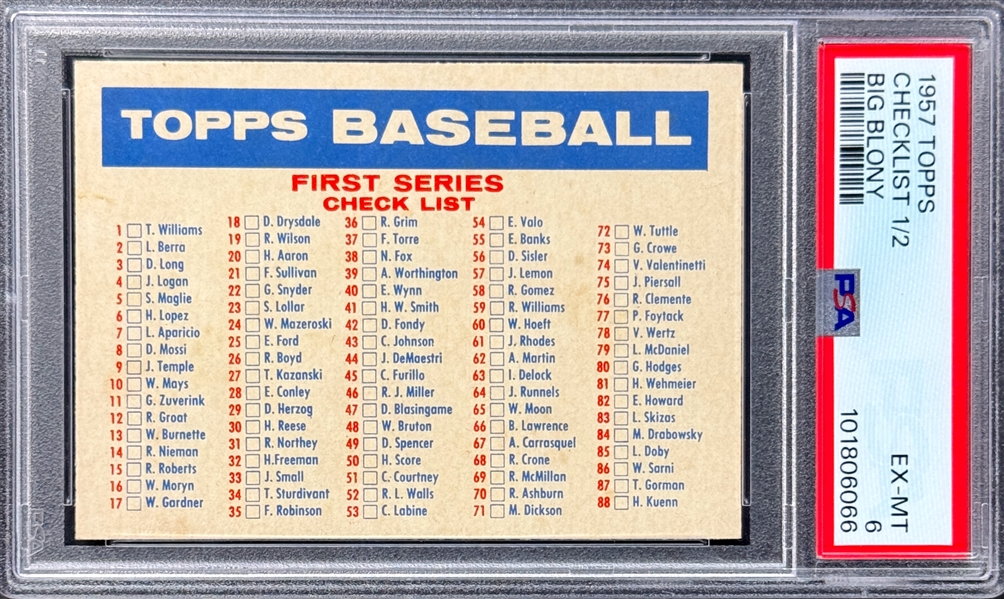 TOPPS BASEBALL
FIRST SERIES
CHECK LIST
1 T. Williams
2 L. Berra
3 D. Long
4 J. Logan
5 S. Maglie
6 H. Lopez
7 L. Aparicio
8 D. Mossi
9 J. Temple
10 W. Mays
11 G. Zuverink
12 R. Groat
13 W. Burnette
14 R. Nieman
15 R. Roberts
16 W. Moryn
17 W. Gardner
18 D. Drysdale
19 R. Wilson
20 H. Aaron
21 F. Sullivan
22 G. Snyder
23 S. Lollar
24 W. Mazeroski
25 E. Ford
26 R. Boyd
27 T. Kazanski
28 E. Conley
29 D. Herzog
30 H. Reese
31 R. Northey
32 H.Freeman
33 J. Small
34 T. Sturdivant
35 F. Robinson
36 R. Grim
37 F. Torre
38 N. Fox
39 A. Worthington
40 E. Wynn
41 H. W. Smith
42 D. Fondy
43 C. Johnson
44 J. DeMaestri
45 C. Furillo
46 R. J. Miller
47 D. Blasingame
48 W. Bruton
49 D. Spencer
50 H. Score
51 C. Courtney
52 R. L. Walls
53 C. Labine
54 E. Valo
55 E. Banks
56 D. Sisler
57 J. Lemon
58 R. Gomez
59 R. Williams
60 W. Hoeft
61 J. Rhodes
62 A. Martin
63 I. Delock
64 J. Runnels
65 W. Moon
66 B. Lawrence
67 A. Carrasquel
68 R. Crone
69 R. McMillan
70 R. Ashburn
71 M. Dickson
72 W. Tuttle
73 G. Crowe
74 V. Valentinetti
75 J. Piersall
76 R. Clemente
77 P. Foytack
78 V. Wertz
79 L. McDaniel
80 G. Hodges
81 H. Wehmeier
82 E. Howard
83 L. Skizas
84 M. Drabowsky
85 L. Doby
86 W. Sarni
87 T. Gorman
88 H. Kuenn
1957 TOPPS
CHECKLIST 1/2
BIG BLONY
EX-MT
6
101806066
PSA